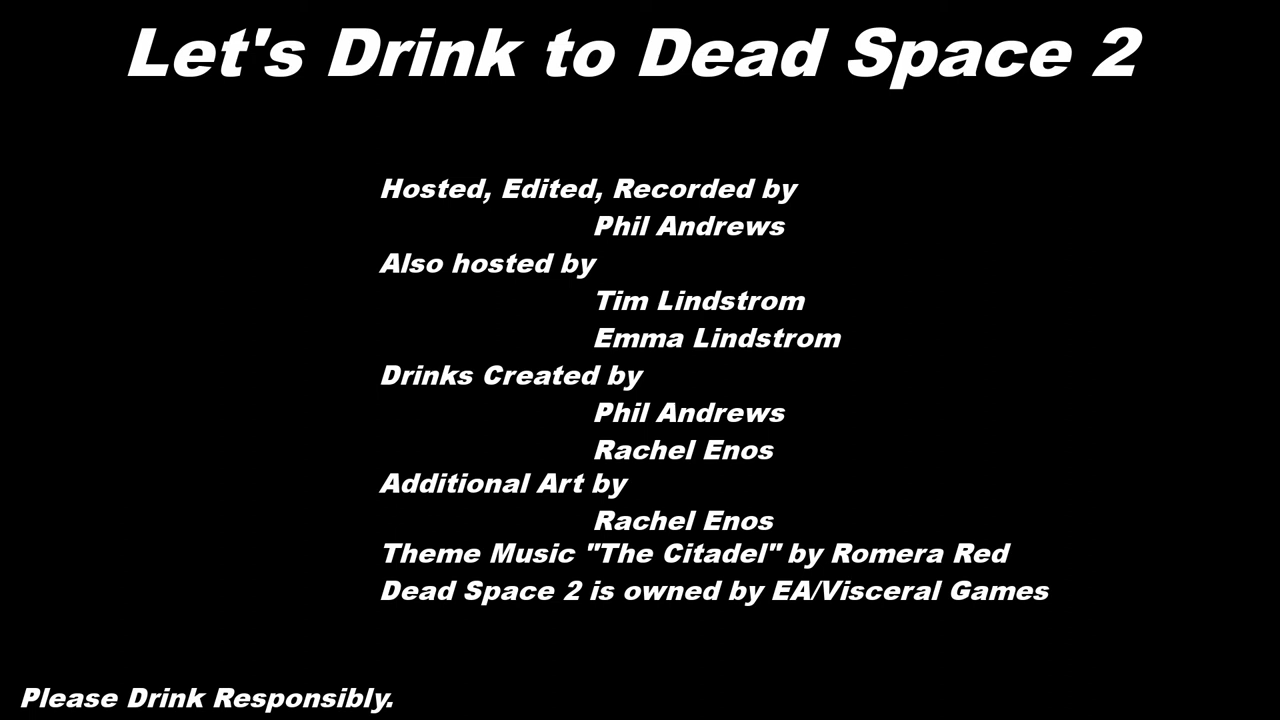 Let's Drink to Dead Space 2
Hosted, Edited, Recorded by
Phil Andrews
Also hosted by
Tim Lindstrom
Emma Lindstrom
Drinks Created by
Phil Andrews
Rachel Enos
Additional Art by
Rachel Enos
Theme Music "The Citadel" by Romera Red
Dead Space 2 is owned by EA/Visceral Games
Please Drink Responsibly.